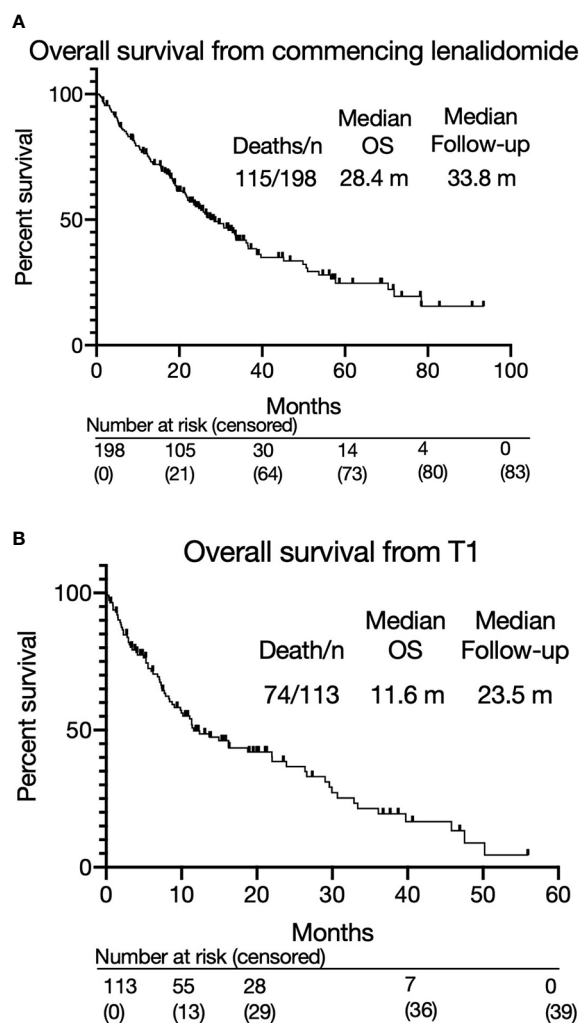 A
Overall survival from commencing lenalidomide
Percent survival
100
50
0
Deaths/n Median OS Median Follow-up
115/198 28.4 m 33.8 m
0 20 40 60 80 100
Months
Number at risk (censored)
198 105 30 14 4 0
(0) (21) (64) (73) (80) (83)
B
Overall survival from T1
Percent survival
100
50
0
Death/n Median OS Median Follow-up
74/113 11.6 m 23.5 m
0 10 20 30 40 50 60
Months
Number at risk (censored)
113 55 28 7 0
(0) (13) (29) (36) (39)